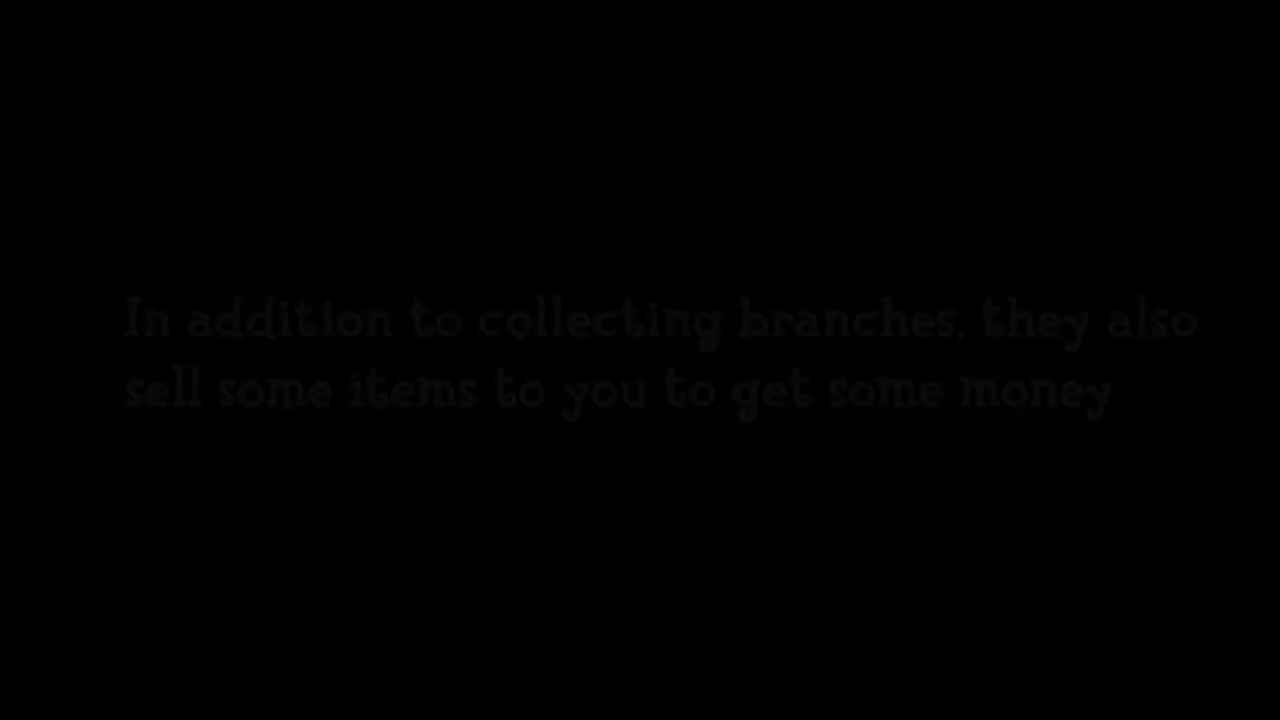 In addition to collecting branches, they also
sell some items to you to get some money